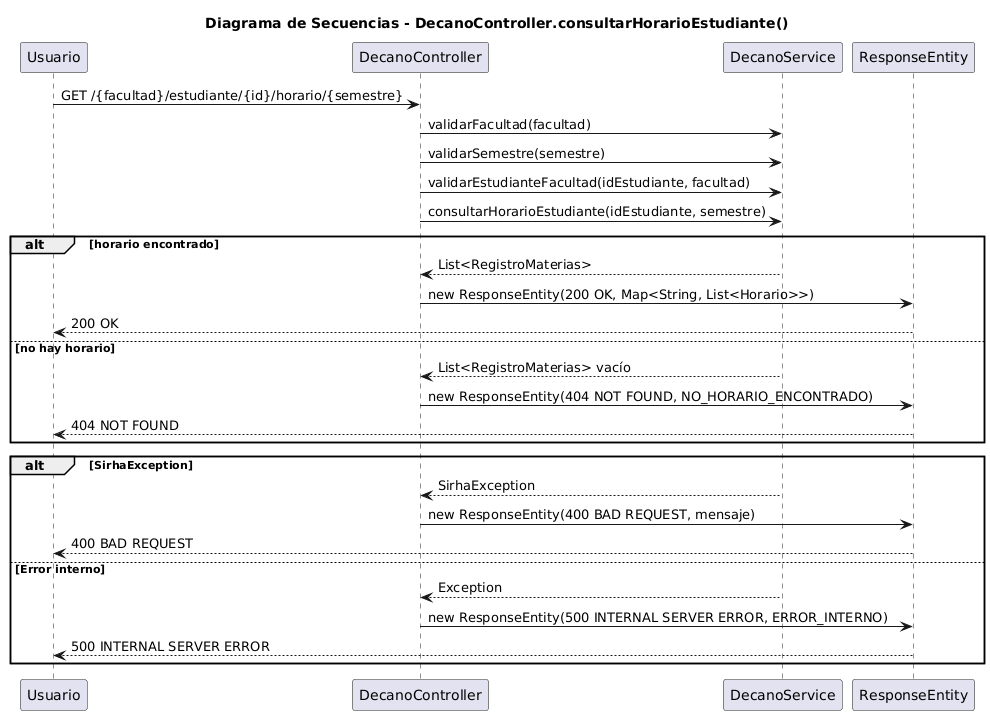 Diagrama de Secuencias - DecanoController.consultarHorarioEstudiante()
Usuario DecanoController DecanoService ResponseEntity
GET /{facultad}/estudiante/{id}/horario/{semestre}
validarFacultad(facultad)
validarSemestre(semestre)
validarEstudianteFacultad(idEstudiante, facultad)
consultarHorarioEstudiante(idEstudiante, semestre)
alt [horario encontrado]
List<RegistroMaterias>
new ResponseEntity(200 OK, Map<String, List<Horario>>)
200 OK
[no hay horario]
List<RegistroMaterias> vacío
new ResponseEntity(404 NOT FOUND, NO_HORARIO_ENCONTRADO)
404 NOT FOUND
alt [SirhaException]
SirhaException
new ResponseEntity(400 BAD REQUEST, mensaje)
400 BAD REQUEST
[Error interno]
Exception
new ResponseEntity(500 INTERNAL SERVER ERROR, ERROR_INTERNO)
500 INTERNAL SERVER ERROR
Usuario DecanoController DecanoService ResponseEntity